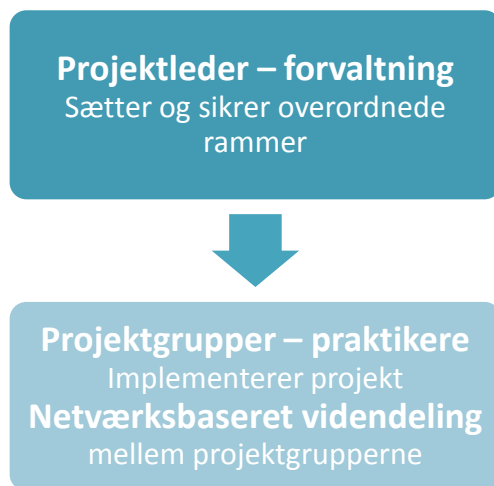 Projektleder – forvaltning
Sætter og sikrer overordnede
rammer
Projektgrupper – praktikere
Implementerer projekt
Netværksbaseret videndeling
mellem projektgrupperne